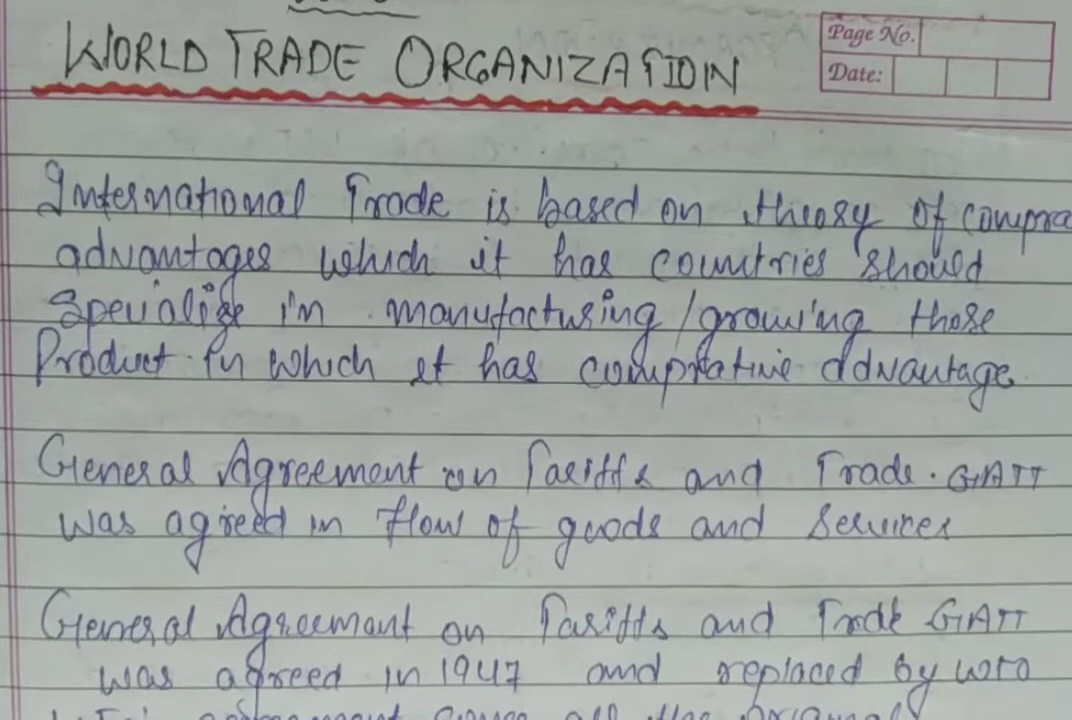 WORLD TRADE ORGANIZATION
Page No.
Date:
International Trade is based on theory of compra
advantages which it has countries should
specialise in manufacturing / growing those
Product in which it has comprative advantage
General Agreement on Tariffs and Trade. GATT
was agreed in flow of goods and services
General Agreement on Tariffs and Trade GATT
was agreed in 1947 and replaced by WTO